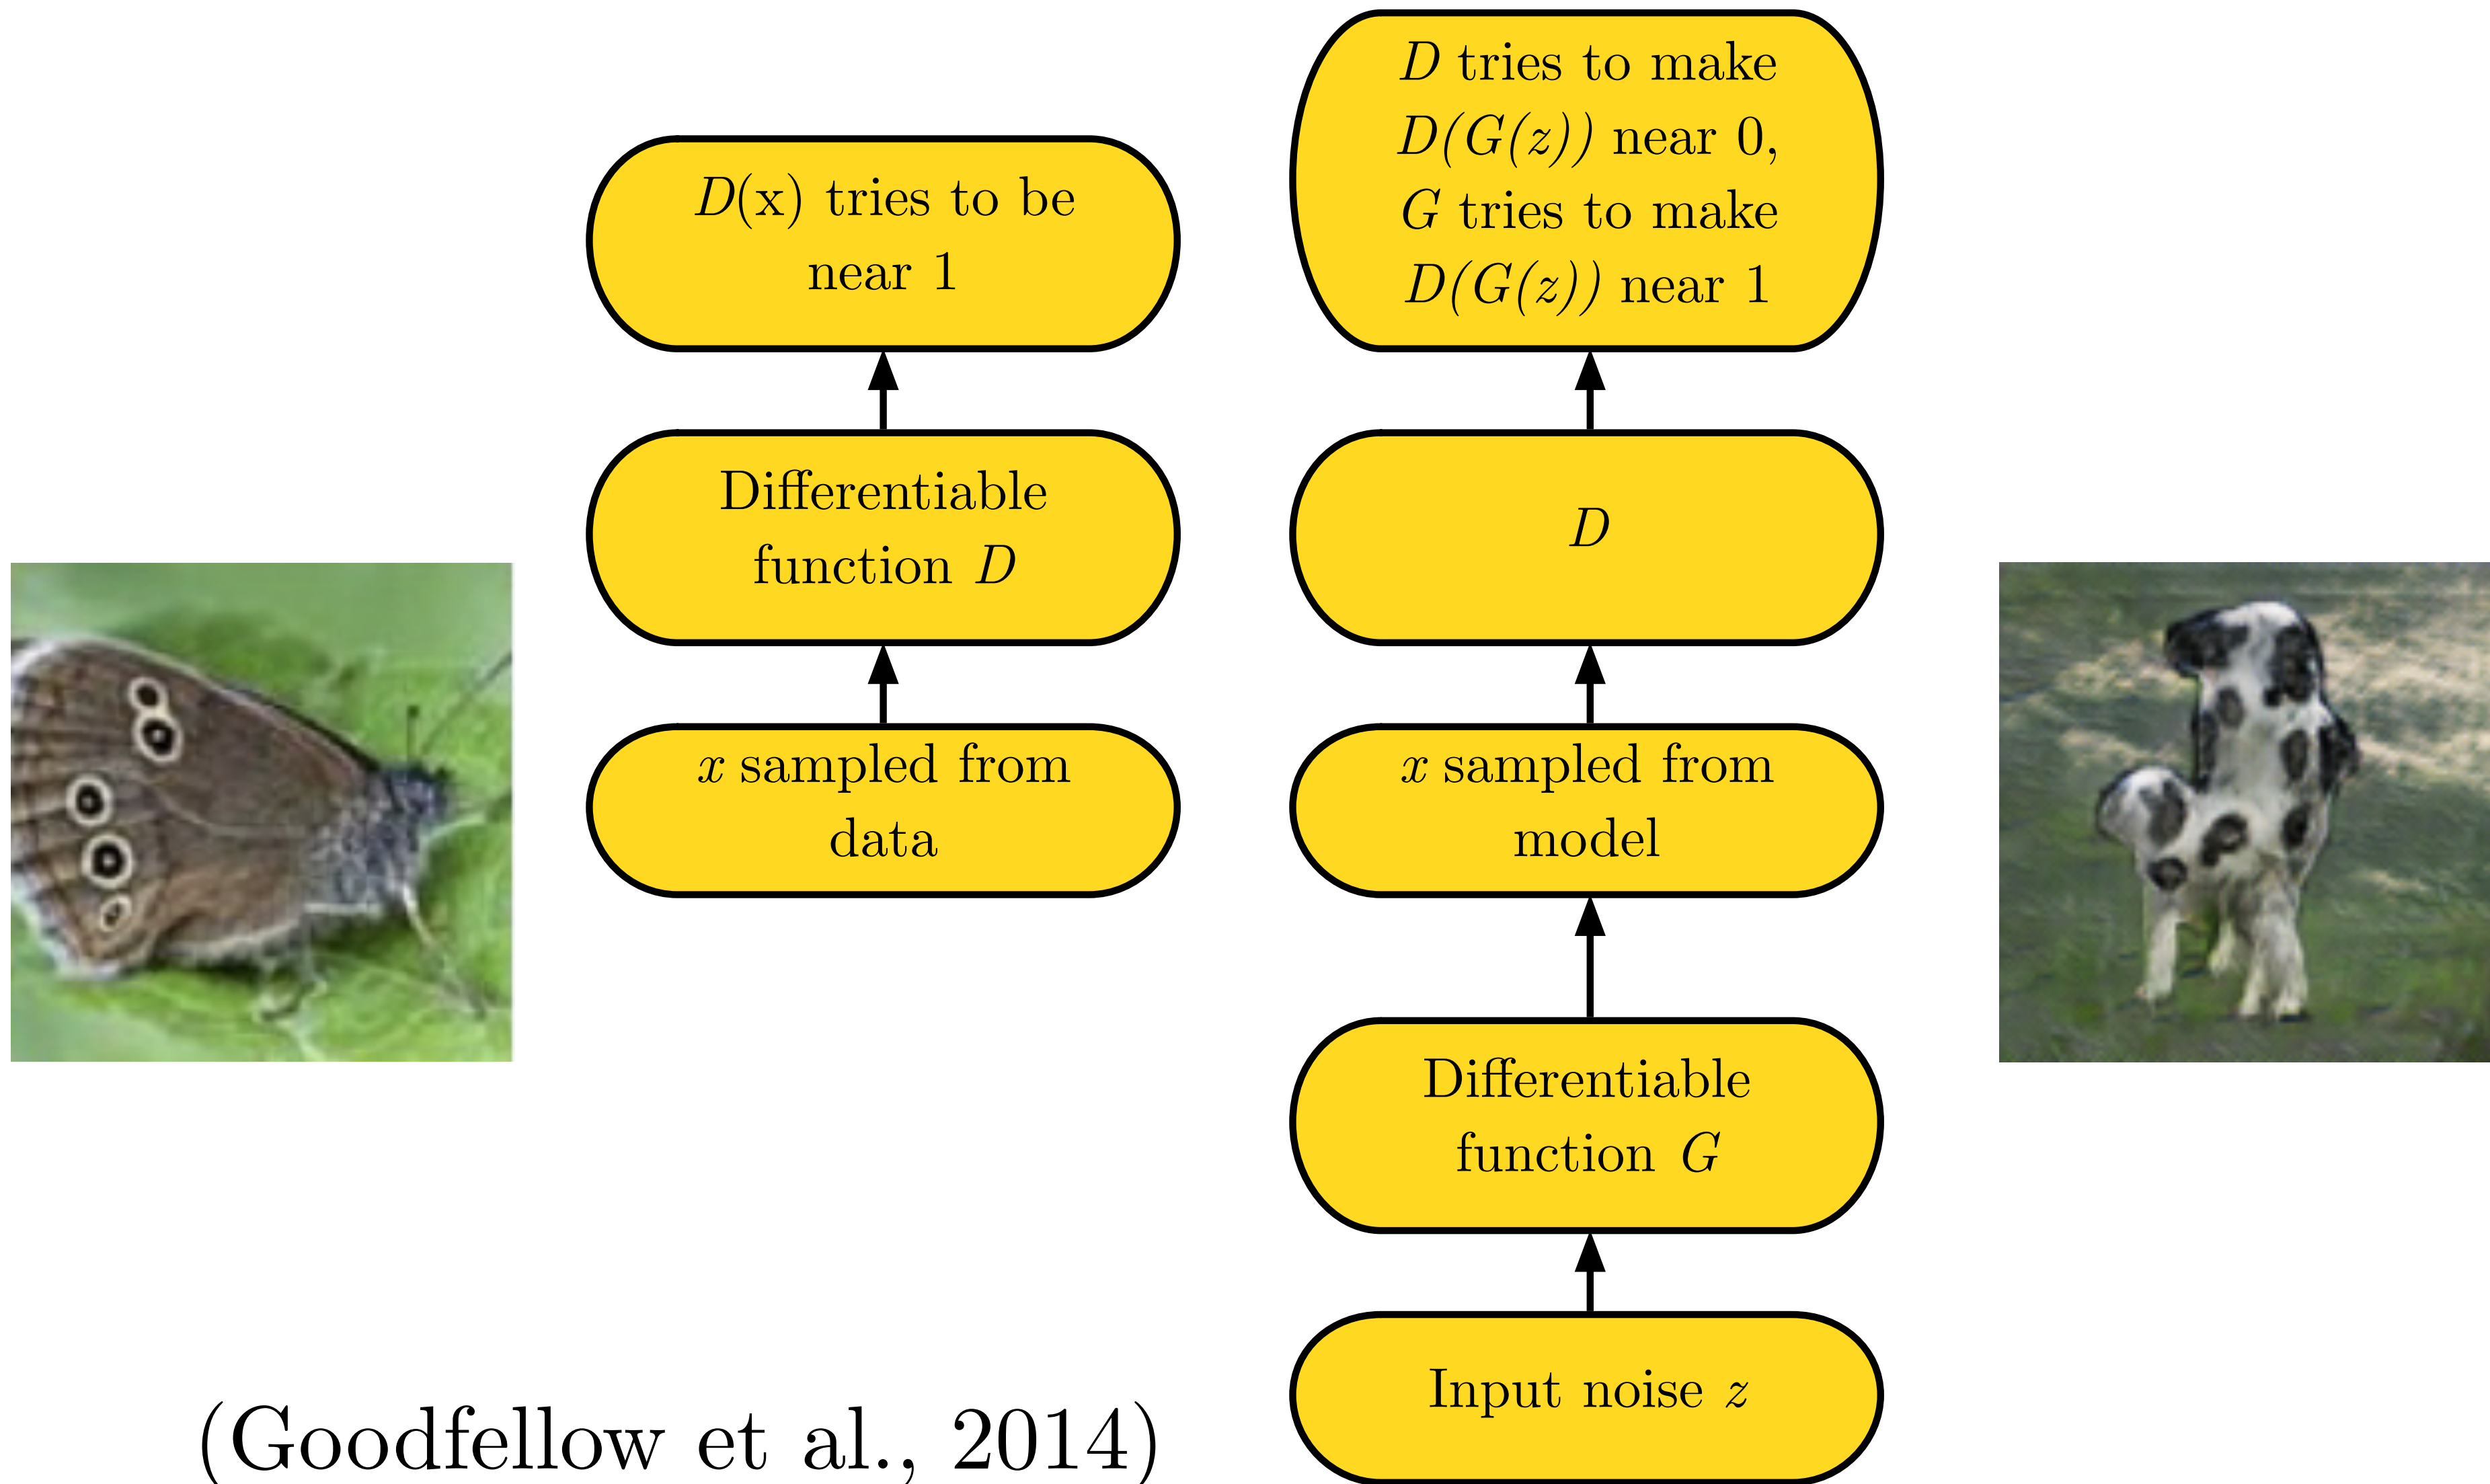 D(x) tries to be
near 1
Differentiable
function D
x sampled from
data
D tries to make
D(G(z)) near 0,
G tries to make
D(G(z)) near 1
D
x sampled from
model
Differentiable
function G
Input noise z
(Goodfellow et al., 2014)